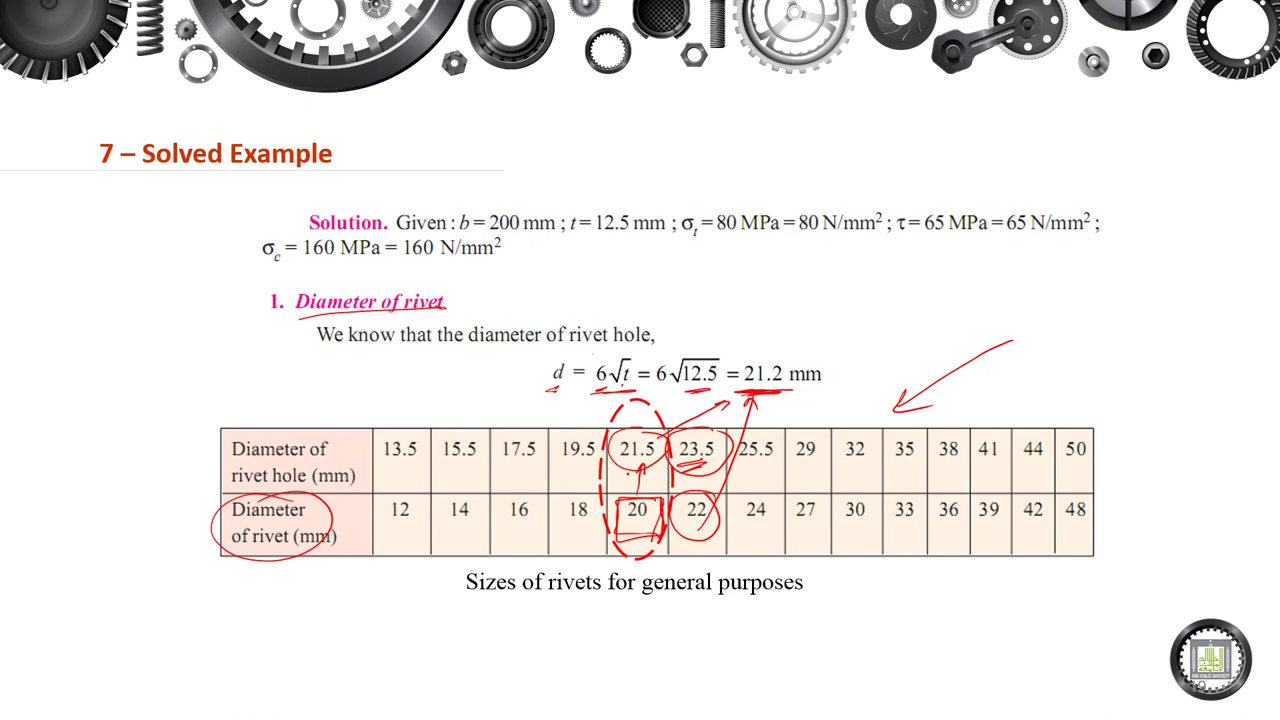 7 – Solved Example
Solution. Given : b = 200 mm ; t = 12.5 mm ; σt = 80 MPa = 80 N/mm² ; τ = 65 MPa = 65 N/mm² ;
σc = 160 MPa = 160 N/mm²
1. Diameter of rivet
We know that the diameter of rivet hole,
d = 6√t = 6√12.5 = 21.2 mm
Diameter of rivet hole (mm) 13.5 15.5 17.5 19.5 21.5 23.5 25.5 29 32 35 38 41 44 50
Diameter of rivet (mm) 12 14 16 18 20 22 24 27 30 33 36 39 42 48
Sizes of rivets for general purposes